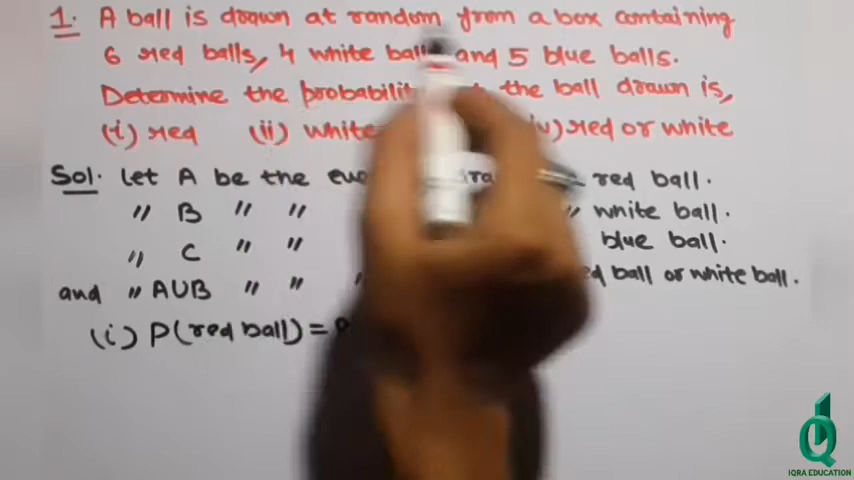 1. A ball is drawn at random from a box containing
6 red balls, 4 white ball and 5 blue balls.
Determine the the ball drawn is,
(i) red (ii) white iv) red or white
Sol. Let A be the red ball.
" B " " " white ball.
" C " " blue ball.
and " AUB " " " ball or white ball.
(i) P(red ball) =
IQRA EDUCATION